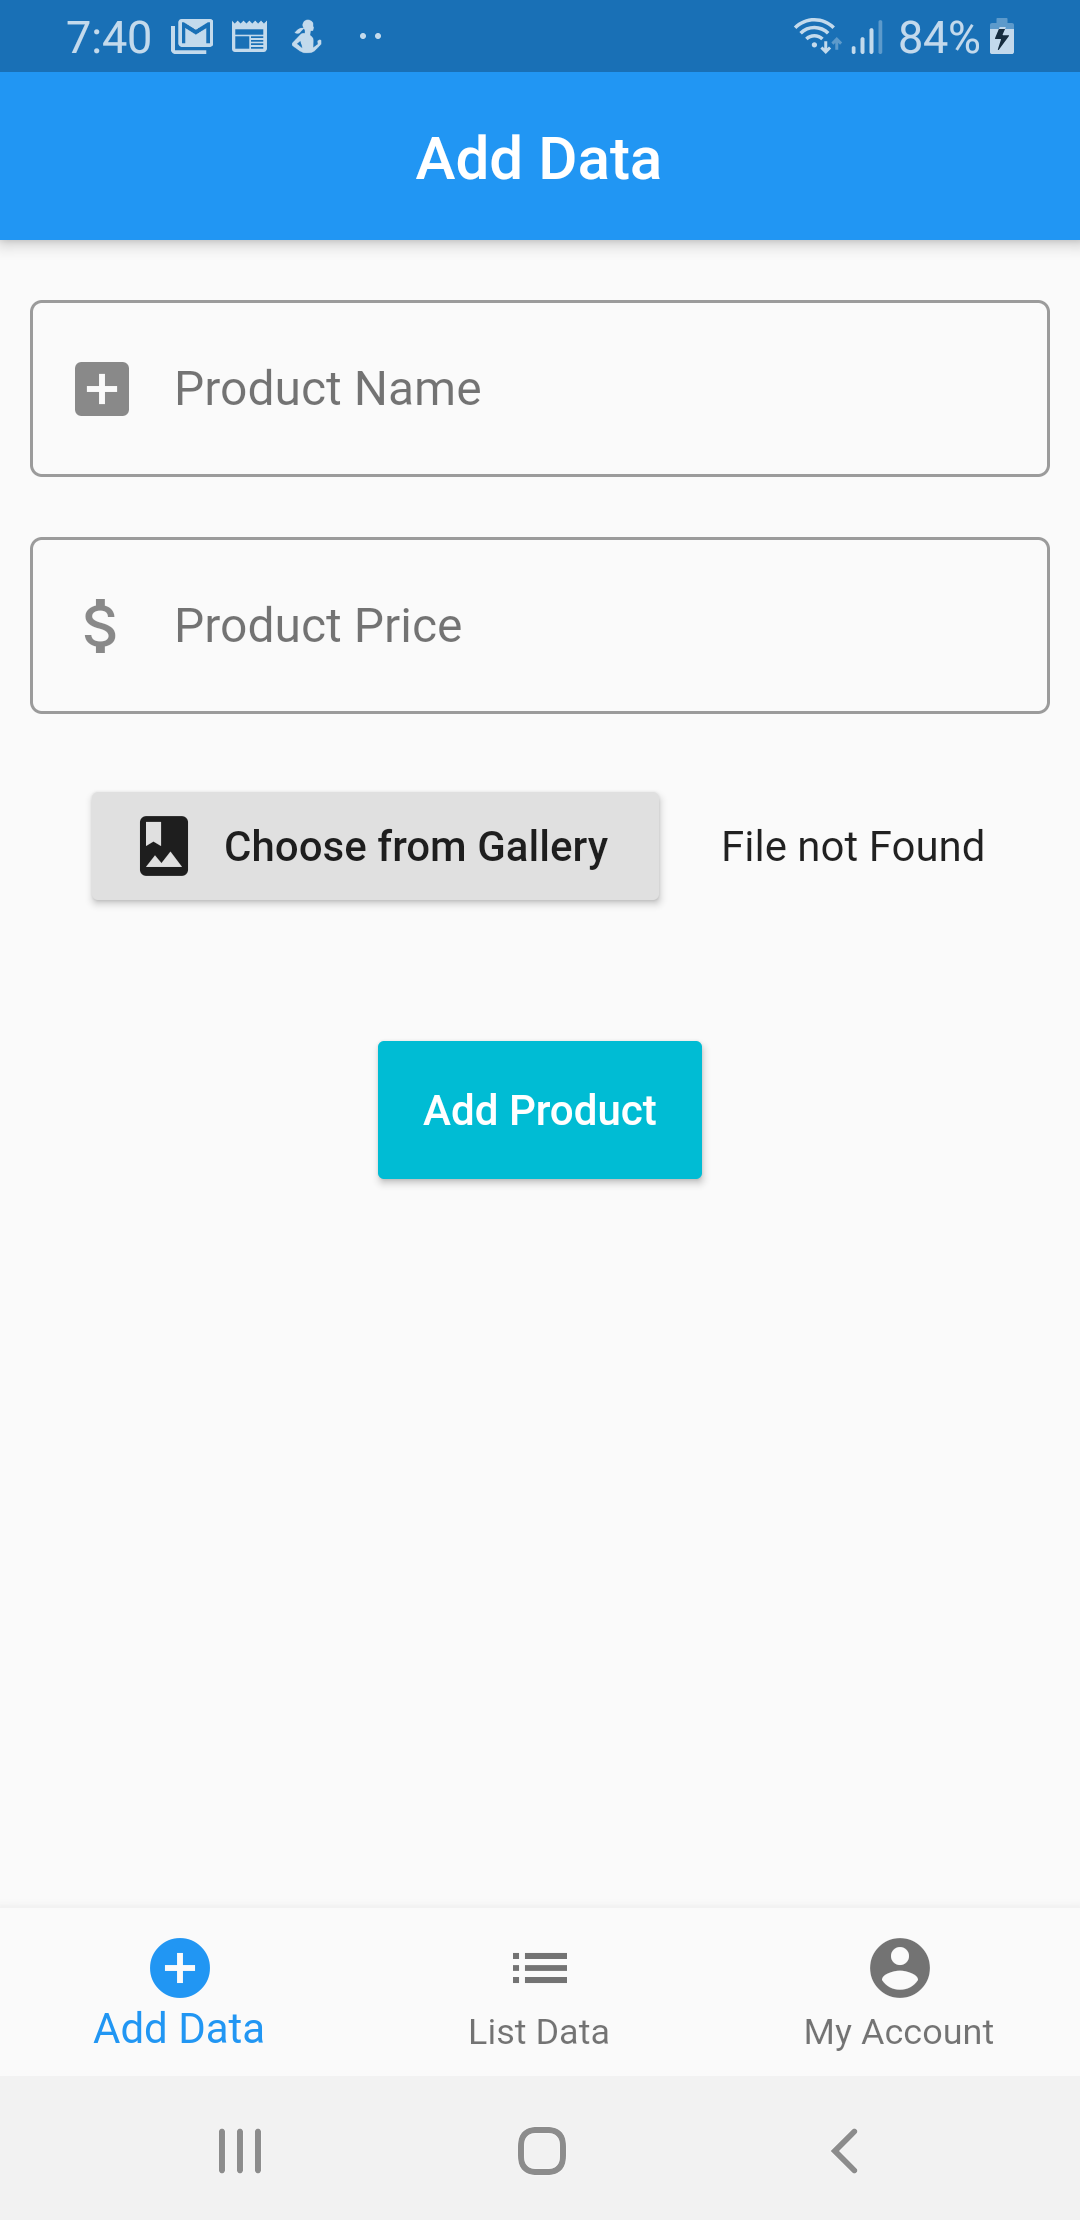 7:40 84%
Add Data
Product Name
Product Price
Choose from Gallery File not Found
Add Product
Add Data List Data My Account